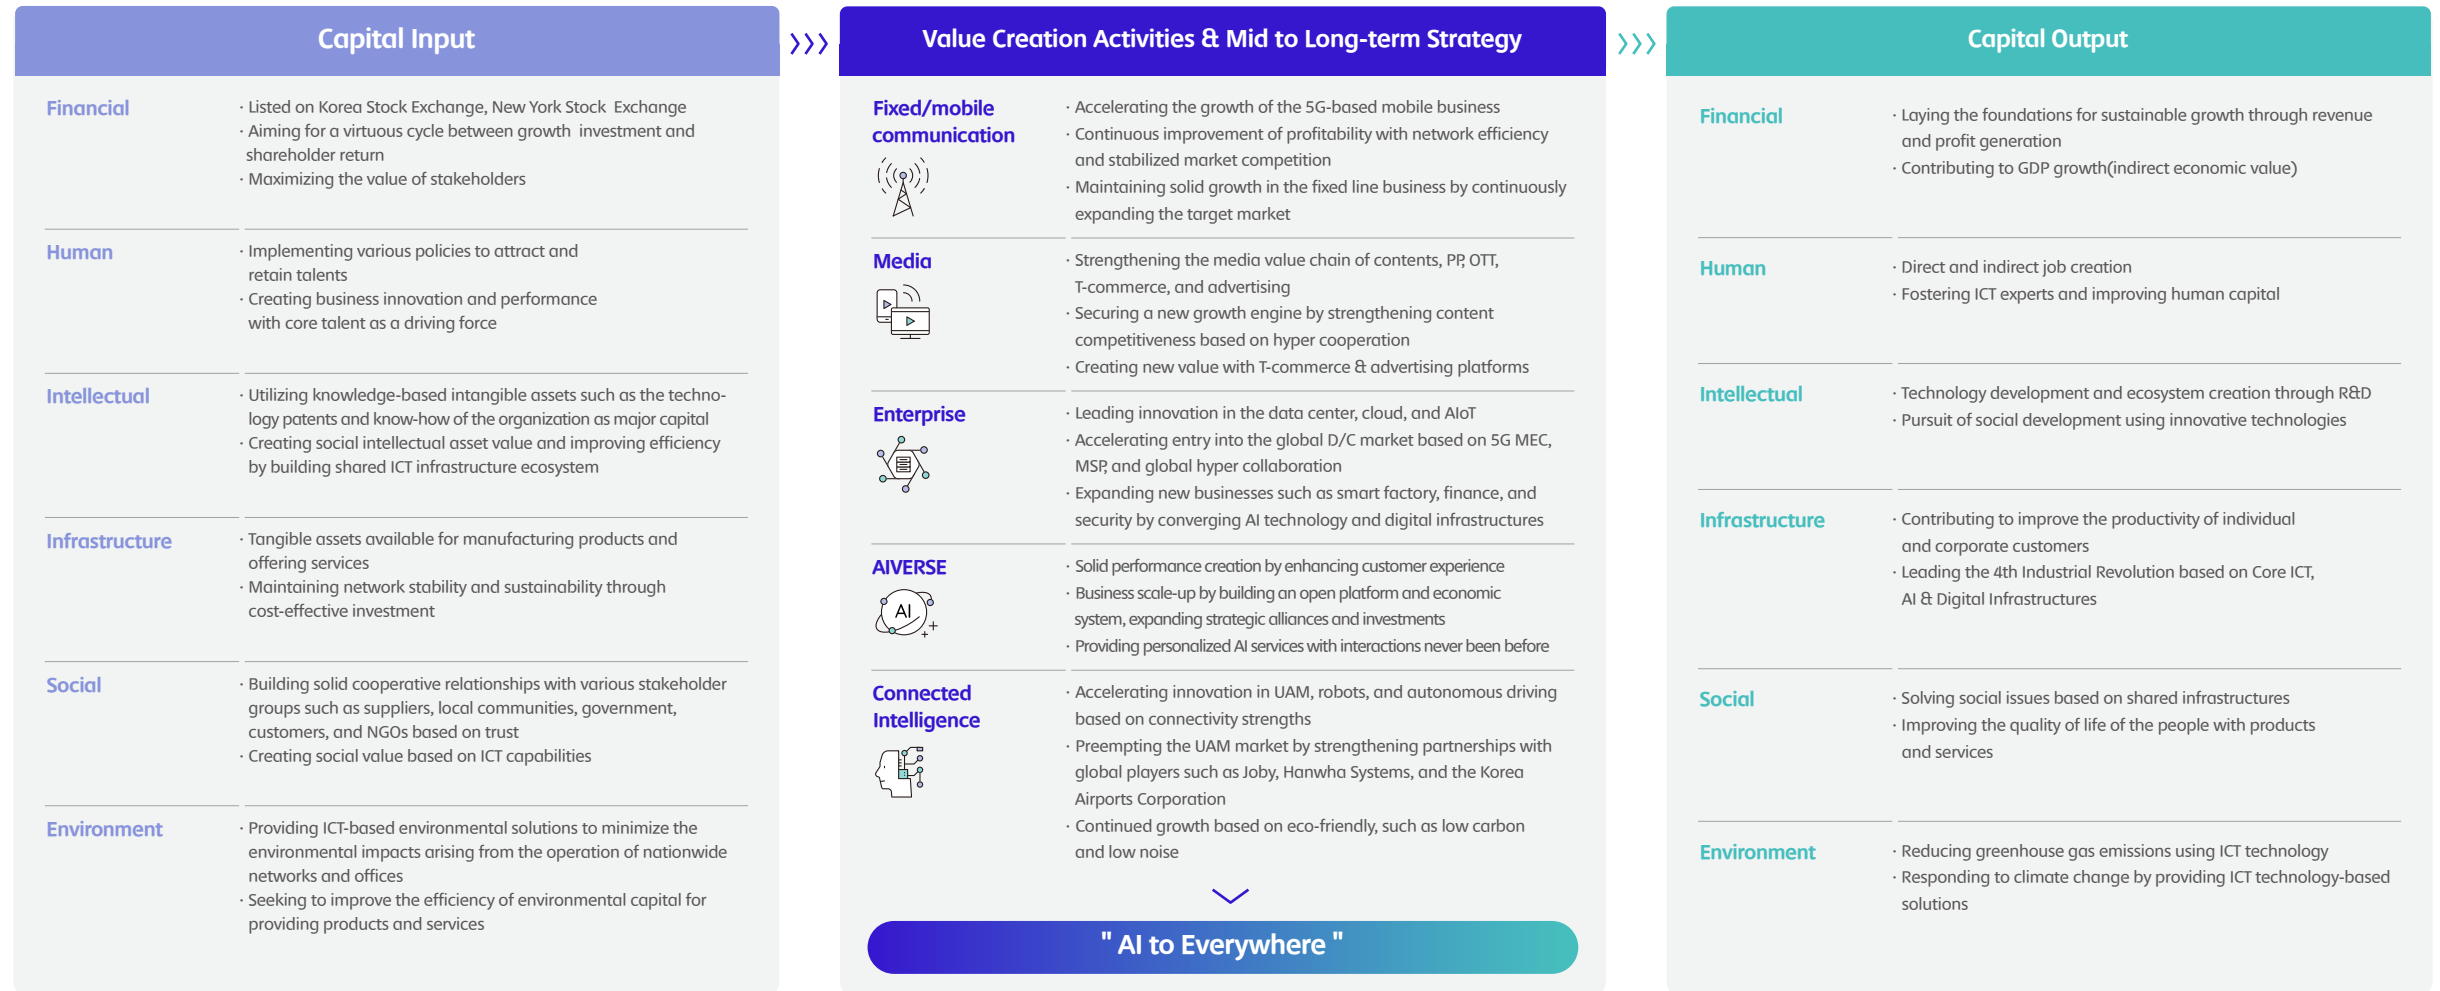 Capital Input
Financial
· Listed on Korea Stock Exchange, New York Stock Exchange
· Aiming for a virtuous cycle between growth investment and
shareholder return
· Maximizing the value of stakeholders
Human
· Implementing various policies to attract and
retain talents
· Creating business innovation and performance
with core talent as a driving force
Intellectual
· Utilizing knowledge-based intangible assets such as the techno-
logy patents and know-how of the organization as major capital
· Creating social intellectual asset value and improving efficiency
by building shared ICT infrastructure ecosystem
Infrastructure
· Tangible assets available for manufacturing products and
offering services
· Maintaining network stability and sustainability through
cost-effective investment
Social
· Building solid cooperative relationships with various stakeholder
groups such as suppliers, local communities, government,
customers, and NGOs based on trust
· Creating social value based on ICT capabilities
Environment
· Providing ICT-based environmental solutions to minimize the
environmental impacts arising from the operation of nationwide
networks and offices
· Seeking to improve the efficiency of environmental capital for
providing products and services
Value Creation Activities & Mid to Long-term Strategy
Fixed/mobile
communication
· Accelerating the growth of the 5G-based mobile business
· Continuous improvement of profitability with network efficiency
and stabilized market competition
· Maintaining solid growth in the fixed line business by continuously
expanding the target market
Media
· Strengthening the media value chain of contents, PP, OTT,
T-commerce, and advertising
· Securing a new growth engine by strengthening content
competitiveness based on hyper cooperation
· Creating new value with T-commerce & advertising platforms
Enterprise
· Leading innovation in the data center, cloud, and AIoT
· Accelerating entry into the global D/C market based on 5G MEC,
MSP, and global hyper collaboration
· Expanding new businesses such as smart factory, finance, and
security by converging AI technology and digital infrastructures
AIVERSE
AI
· Solid performance creation by enhancing customer experience
· Business scale-up by building an open platform and economic
system, expanding strategic alliances and investments
· Providing personalized AI services with interactions never been before
Connected
Intelligence
· Accelerating innovation in UAM, robots, and autonomous driving
based on connectivity strengths
· Preempting the UAM market by strengthening partnerships with
global players such as Joby, Hanwha Systems, and the Korea
Airports Corporation
· Continued growth based on eco-friendly, such as low carbon
and low noise
" AI to Everywhere "
Capital Output
Financial
· Laying the foundations for sustainable growth through revenue
and profit generation
· Contributing to GDP growth(indirect economic value)
Human
· Direct and indirect job creation
· Fostering ICT experts and improving human capital
Intellectual
· Technology development and ecosystem creation through R&D
· Pursuit of social development using innovative technologies
Infrastructure
· Contributing to improve the productivity of individual
and corporate customers
· Leading the 4th Industrial Revolution based on Core ICT,
AI & Digital Infrastructures
Social
· Solving social issues based on shared infrastructures
· Improving the quality of life of the people with products
and services
Environment
· Reducing greenhouse gas emissions using ICT technology
· Responding to climate change by providing ICT technology-based
solutions